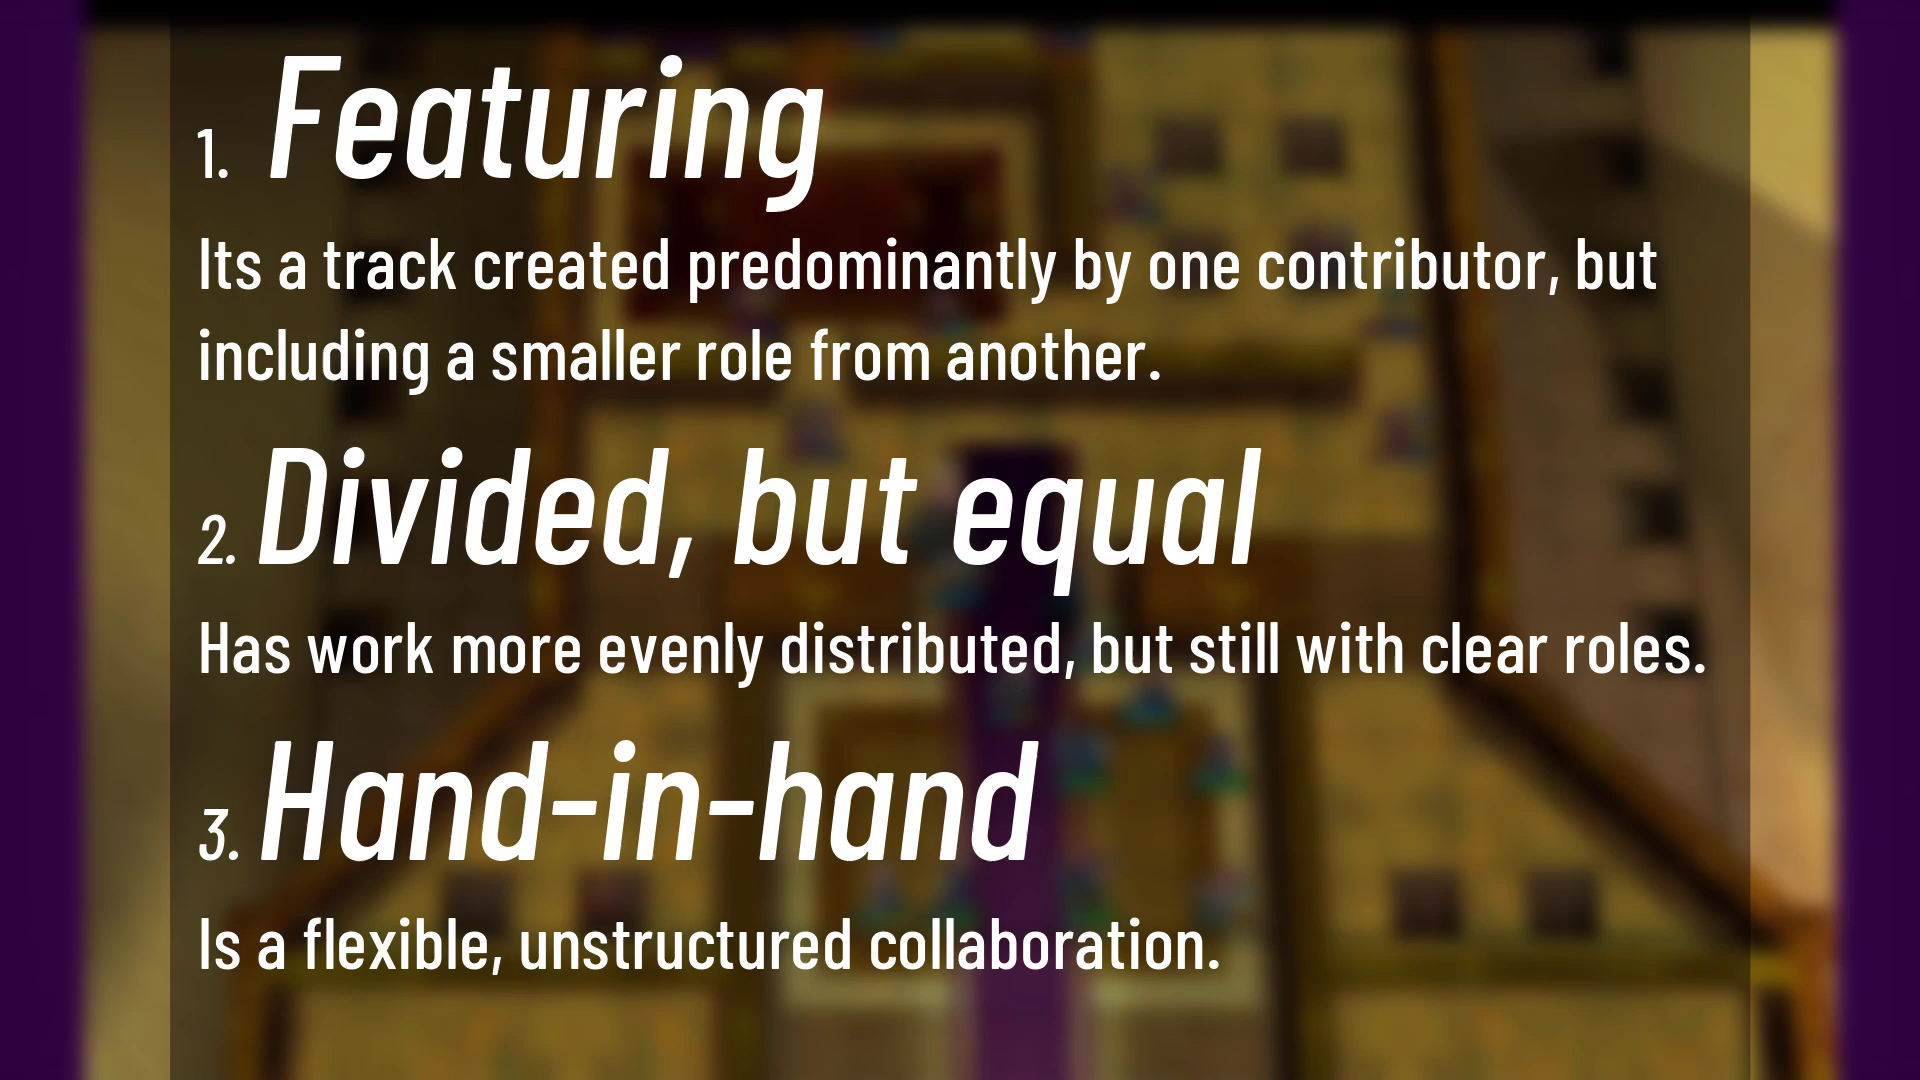 1. Featuring
Its a track created predominantly by one contributor, but
including a smaller role from another.
2. Divided, but equal
Has work more evenly distributed, but still with clear roles.
3. Hand-in-hand
Is a flexible, unstructured collaboration.